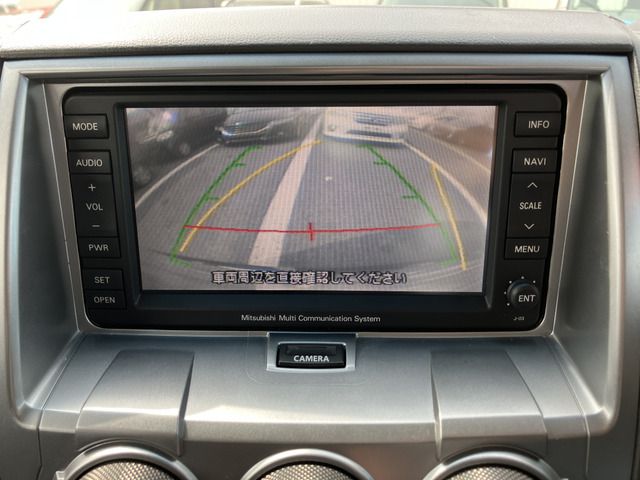 MODE
AUDIO
+
VOL
−
PWR
SET
OPEN
車両周辺を直接確認してください
INFO
NAVI
SCALE
MENU
ENT
J-03
Mitsubishi Multi Communication System
CAMERA